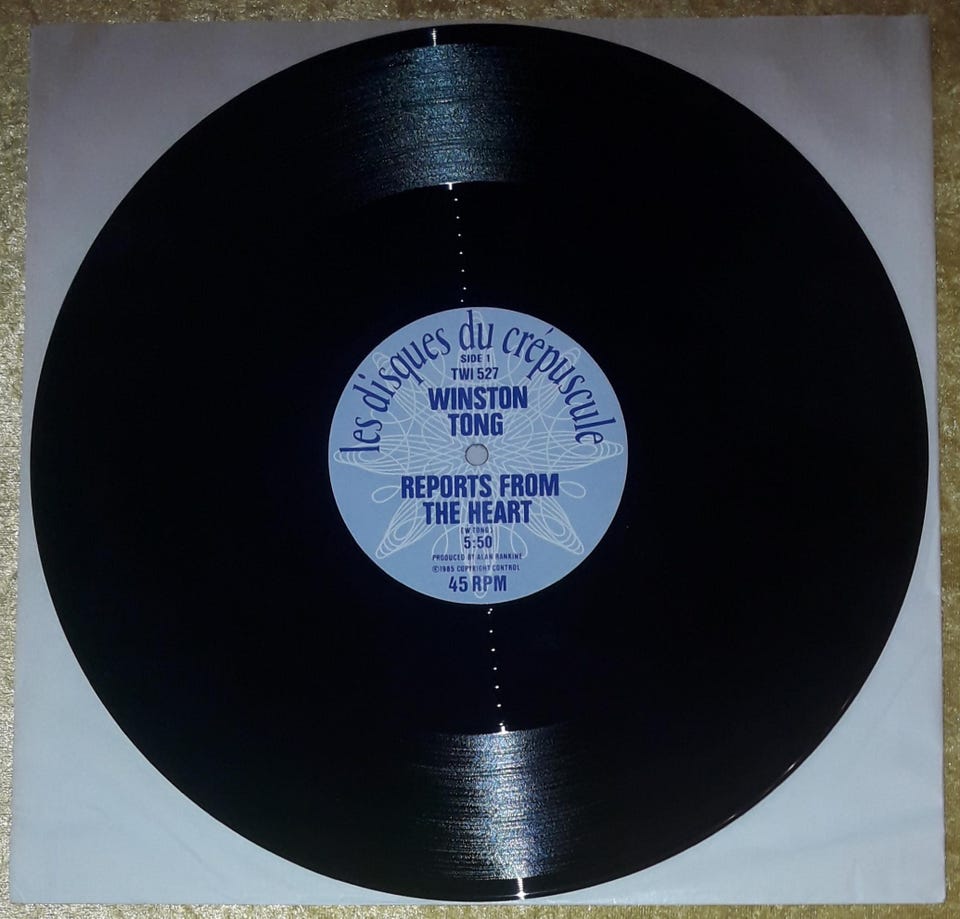 les disques du crépuscule
SIDE 1
TWI 527
WINSTON
TONG
REPORTS FROM
THE HEART
(W. TONG)
5:50
PRODUCED BY ALAN RANKINE
©1985 COPYRIGHT CONTROL
45 RPM